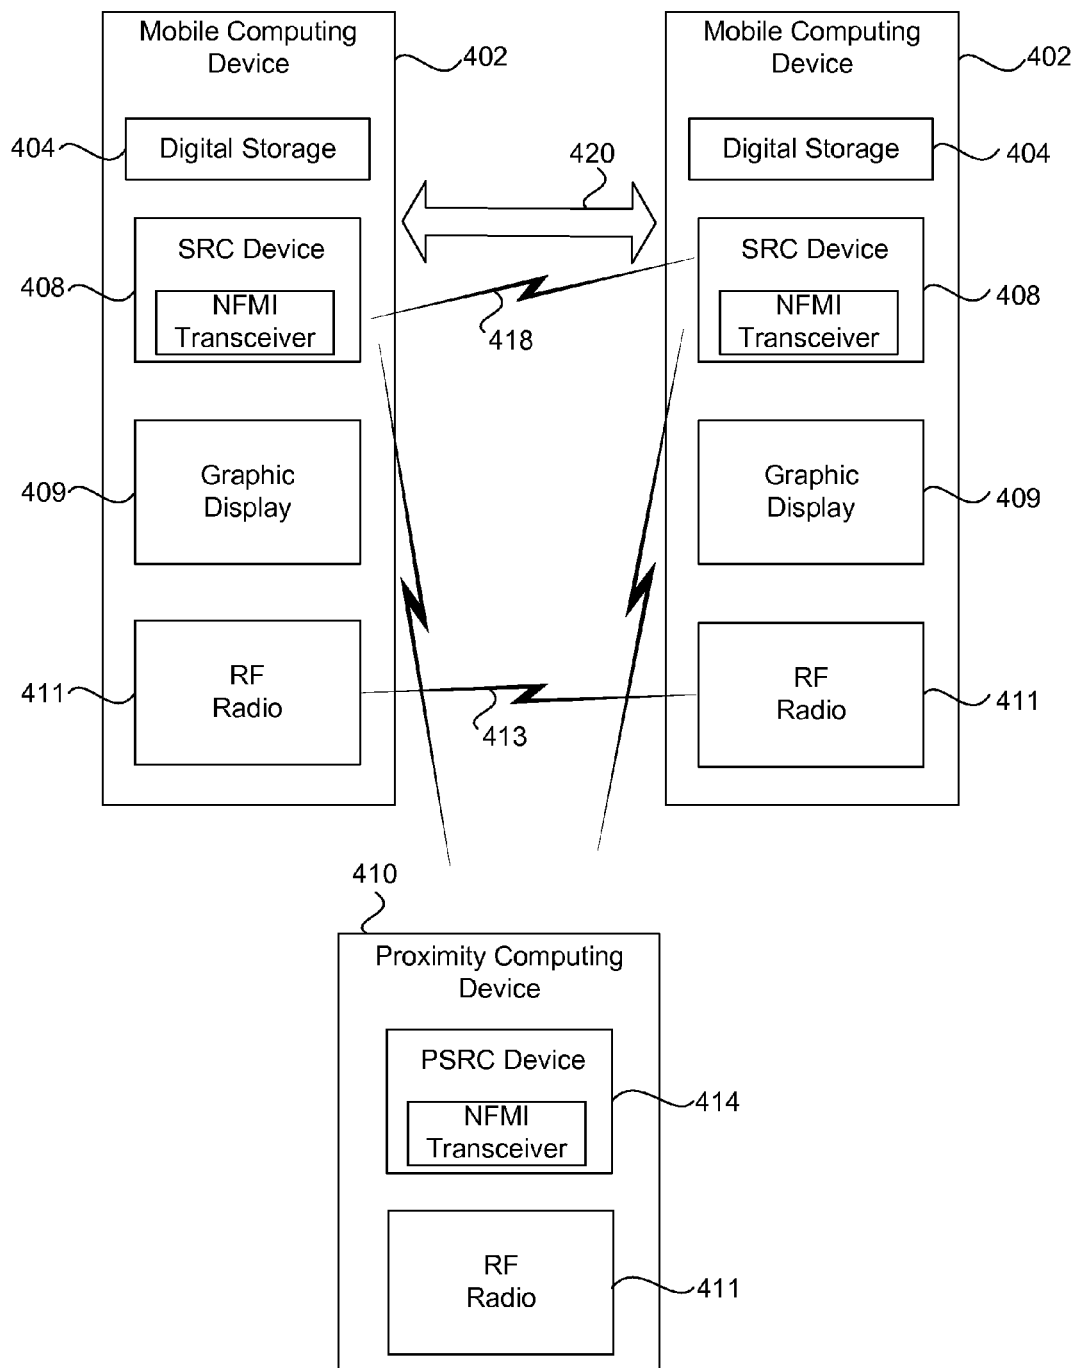 Mobile Computing
Device
402
Mobile Computing
Device
402
404
Digital Storage
420
Digital Storage
404
SRC Device
408
NFMI
Transceiver
418
SRC Device
NFMI
Transceiver
408
409
Graphic
Display
Graphic
Display
409
411
RF
Radio
413
RF
Radio
411
410
Proximity Computing
Device
PSRC Device
NFMI
Transceiver
414
RF
Radio
411